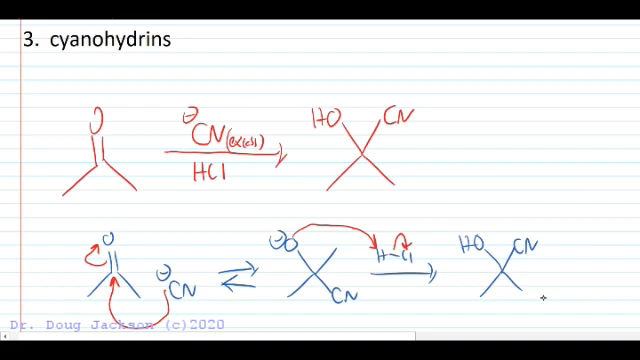 3. cyanohydrins
O ⊖CN (excess) HO CN
HCl
O ⊖CN ⊖O CN H-Cl HO CN
Dr. Doug Jackson (c)2020